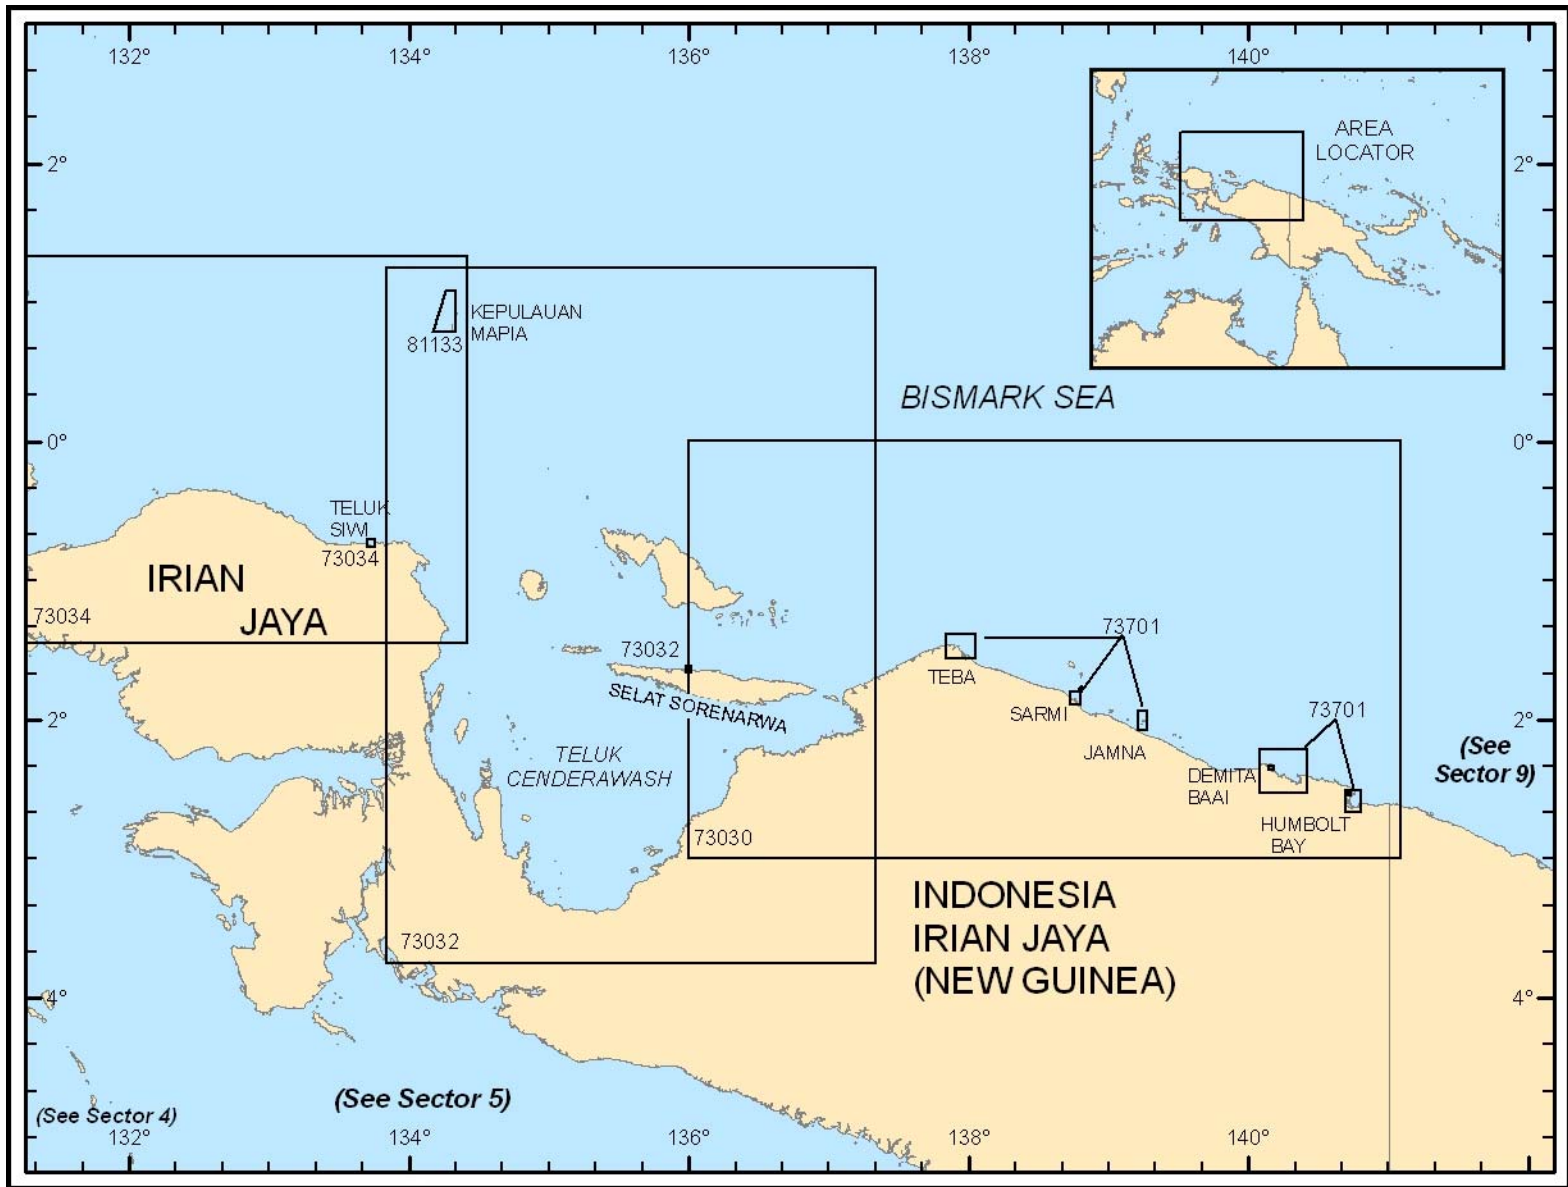 132°
134°
136°
138°
140°
AREA
LOCATOR
2°
2°
KEPULAUAN
MAPIA
81133
BISMARK SEA
0°
0°
TELUK
SIWI
73034
IRIAN
JAYA
73034
73032
SELAT SORENARWA
73701
TEBA
SARMI
JAMNA
73701
2°
2°
(See
Sector 9)
TELUK
CENDERAWASH
DEMITA
BAAI
HUMBOLT
BAY
73030
INDONESIA
IRIAN JAYA
(NEW GUINEA)
73032
4°
4°
(See Sector 5)
(See Sector 4)
132°
134°
136°
138°
140°